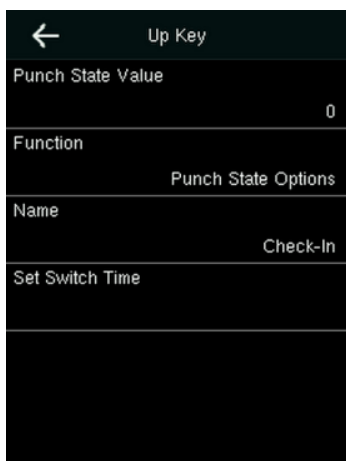 Up Key
Punch State Value
0
Function
Punch State Options
Name
Check-In
Set Switch Time